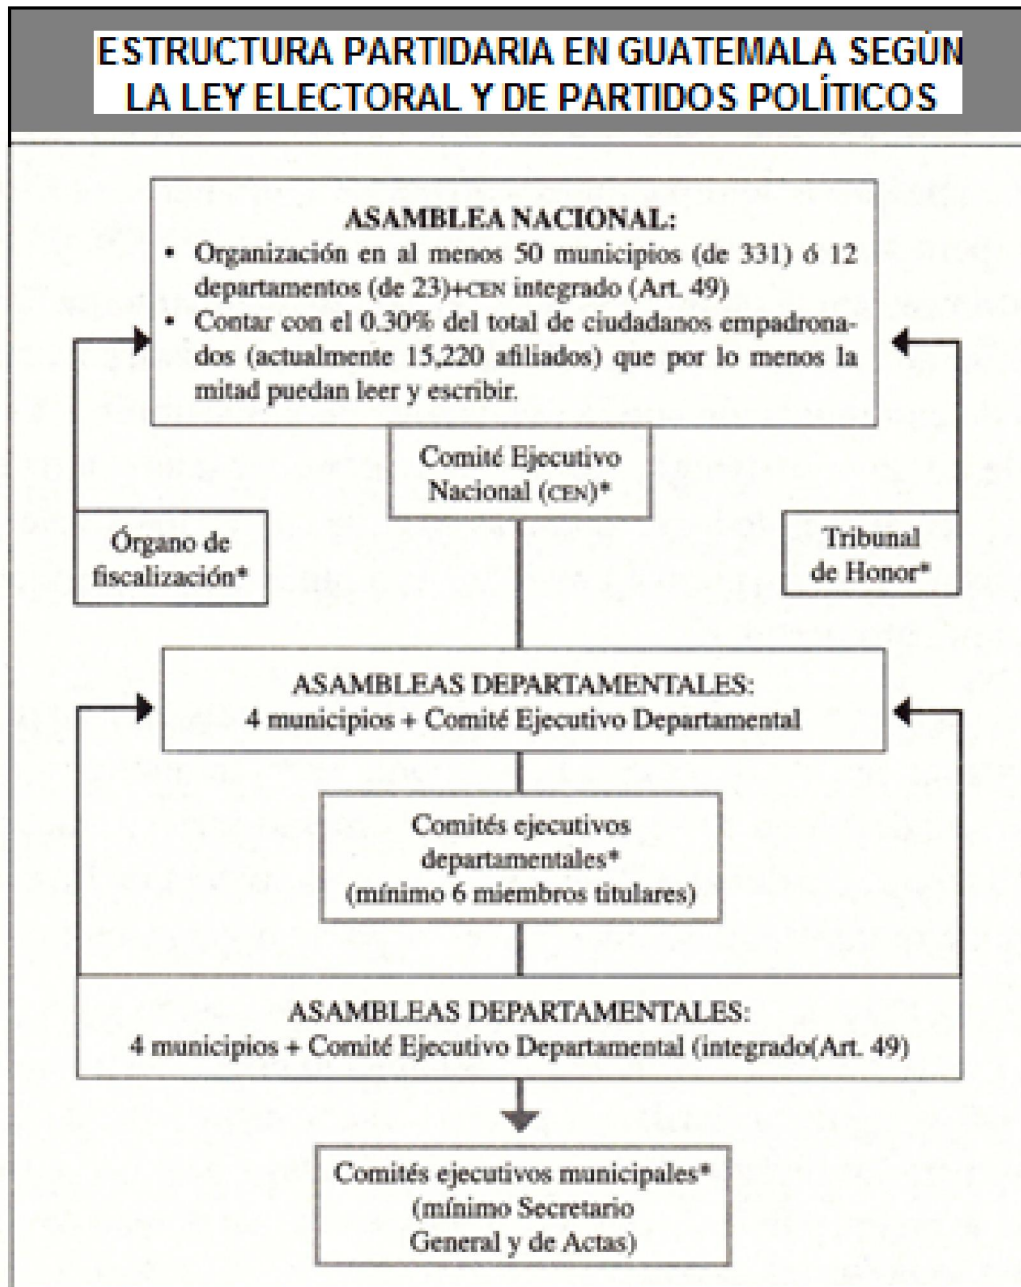 ESTRUCTURA PARTIDARIA EN GUATEMALA SEGÚN
LA LEY ELECTORAL Y DE PARTIDOS POLÍTICOS
ASAMBLEA NACIONAL:
• Organización en al menos 50 municipios (de 331) ó 12
departamentos (de 23)+CEN integrado (Art. 49)
• Contar con el 0.30% del total de ciudadanos empadrona-
dos (actualmente 15,220 afiliados) que por lo menos la
mitad puedan leer y escribir.
Comité Ejecutivo
Nacional (CEN)*
Órgano de
fiscalización*
Tribunal
de Honor*
ASAMBLEAS DEPARTAMENTALES:
4 municipios + Comité Ejecutivo Departamental
Comités ejecutivos
departamentales*
(mínimo 6 miembros titulares)
ASAMBLEAS DEPARTAMENTALES:
4 municipios + Comité Ejecutivo Departamental (integrado(Art. 49)
Comités ejecutivos municipales*
(mínimo Secretario
General y de Actas)